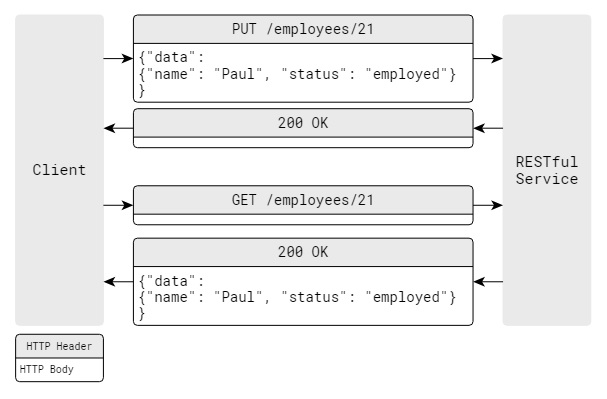 PUT /employees/21
{"data":
{"name": "Paul", "status": "employed"}
}
200 OK
Client
RESTful
Service
GET /employees/21
200 OK
{"data":
{"name": "Paul", "status": "employed"}
}
HTTP Header
HTTP Body